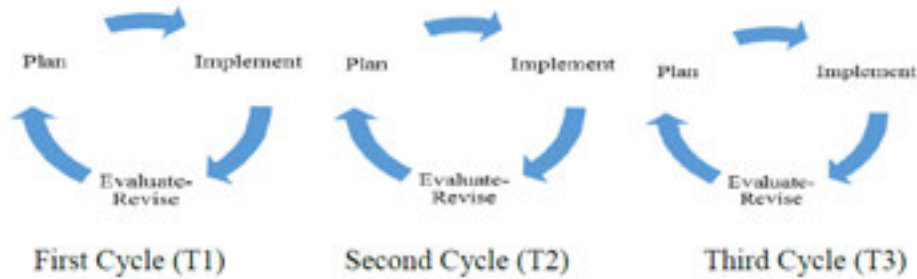 Plan
Implement
Evaluate-
Revise
First Cycle (T1)
Plan
Implement
Evaluate-
Revise
Second Cycle (T2)
Plan
Implement
Evaluate-
Revise
Third Cycle (T3)